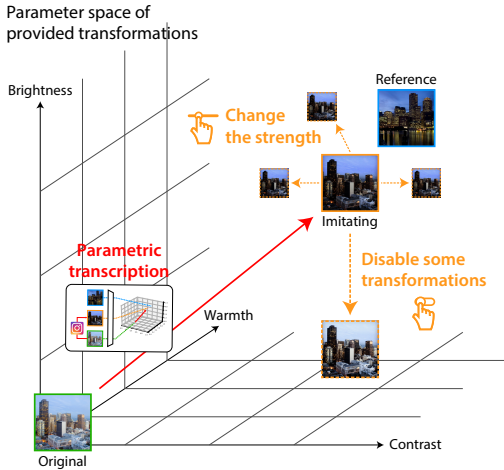 Parameter space of
provided transformations
Brightness
Reference
Change
the strength
Imitating
Parametric
transcription
Disable some
transformations
Warmth
Contrast
Original